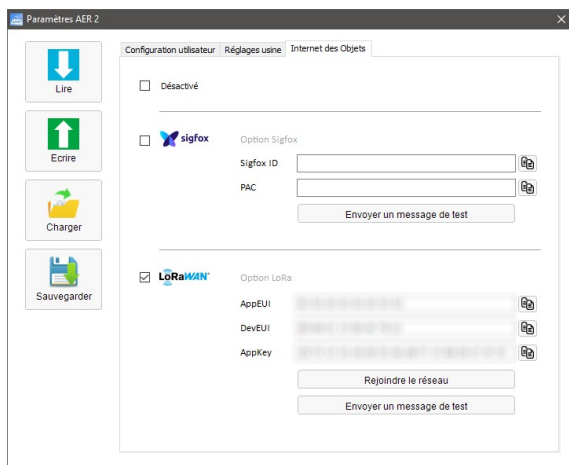 Paramètres AER 2
Configuration utilisateur Réglages usine Internet des Objets
Lire
Ecrire
Charger
Sauvegarder
Désactivé
sigfox Option Sigfox
Sigfox ID
PAC
Envoyer un message de test
LoRaWAN Option LoRa
AppEUI
DevEUI
AppKey
Rejoindre le réseau
Envoyer un message de test